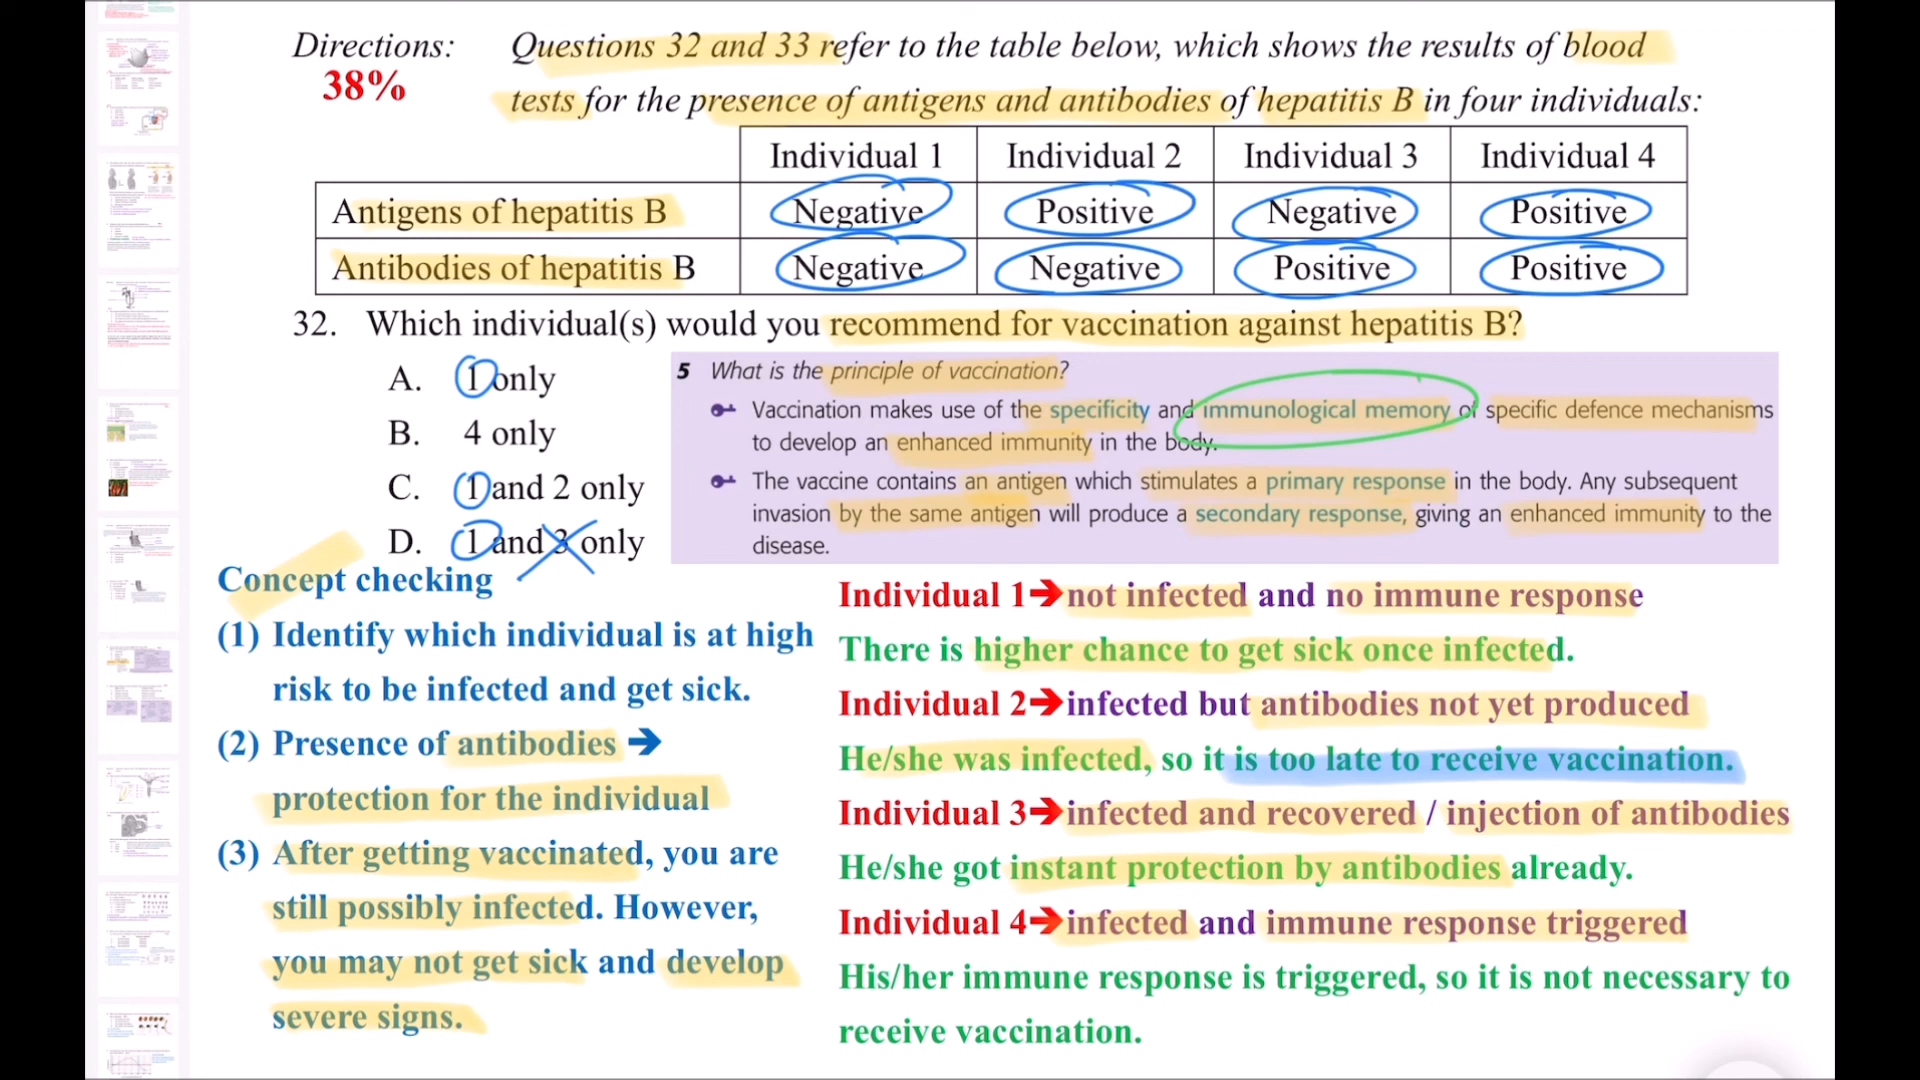 Directions: Questions 32 and 33 refer to the table below, which shows the results of blood
38% tests for the presence of antigens and antibodies of hepatitis B in four individuals:
Individual 1 Individual 2 Individual 3 Individual 4
Antigens of hepatitis B Negative Positive Negative Positive
Antibodies of hepatitis B Negative Negative Positive Positive
32. Which individual(s) would you recommend for vaccination against hepatitis B?
A. 1 only
B. 4 only
C. 1 and 2 only
D. 1 and 3 only
5 What is the principle of vaccination?
Vaccination makes use of the specificity and immunological memory of specific defence mechanisms
to develop an enhanced immunity in the body.
The vaccine contains an antigen which stimulates a primary response in the body. Any subsequent
invasion by the same antigen will produce a secondary response, giving an enhanced immunity to the
disease.
Concept checking
(1) Identify which individual is at high
risk to be infected and get sick.
(2) Presence of antibodies ➔
protection for the individual
(3) After getting vaccinated, you are
still possibly infected. However,
you may not get sick and develop
severe signs.
Individual 1➔not infected and no immune response
There is higher chance to get sick once infected.
Individual 2➔infected but antibodies not yet produced
He/she was infected, so it is too late to receive vaccination.
Individual 3➔infected and recovered / injection of antibodies
He/she got instant protection by antibodies already.
Individual 4➔infected and immune response triggered
His/her immune response is triggered, so it is not necessary to
receive vaccination.